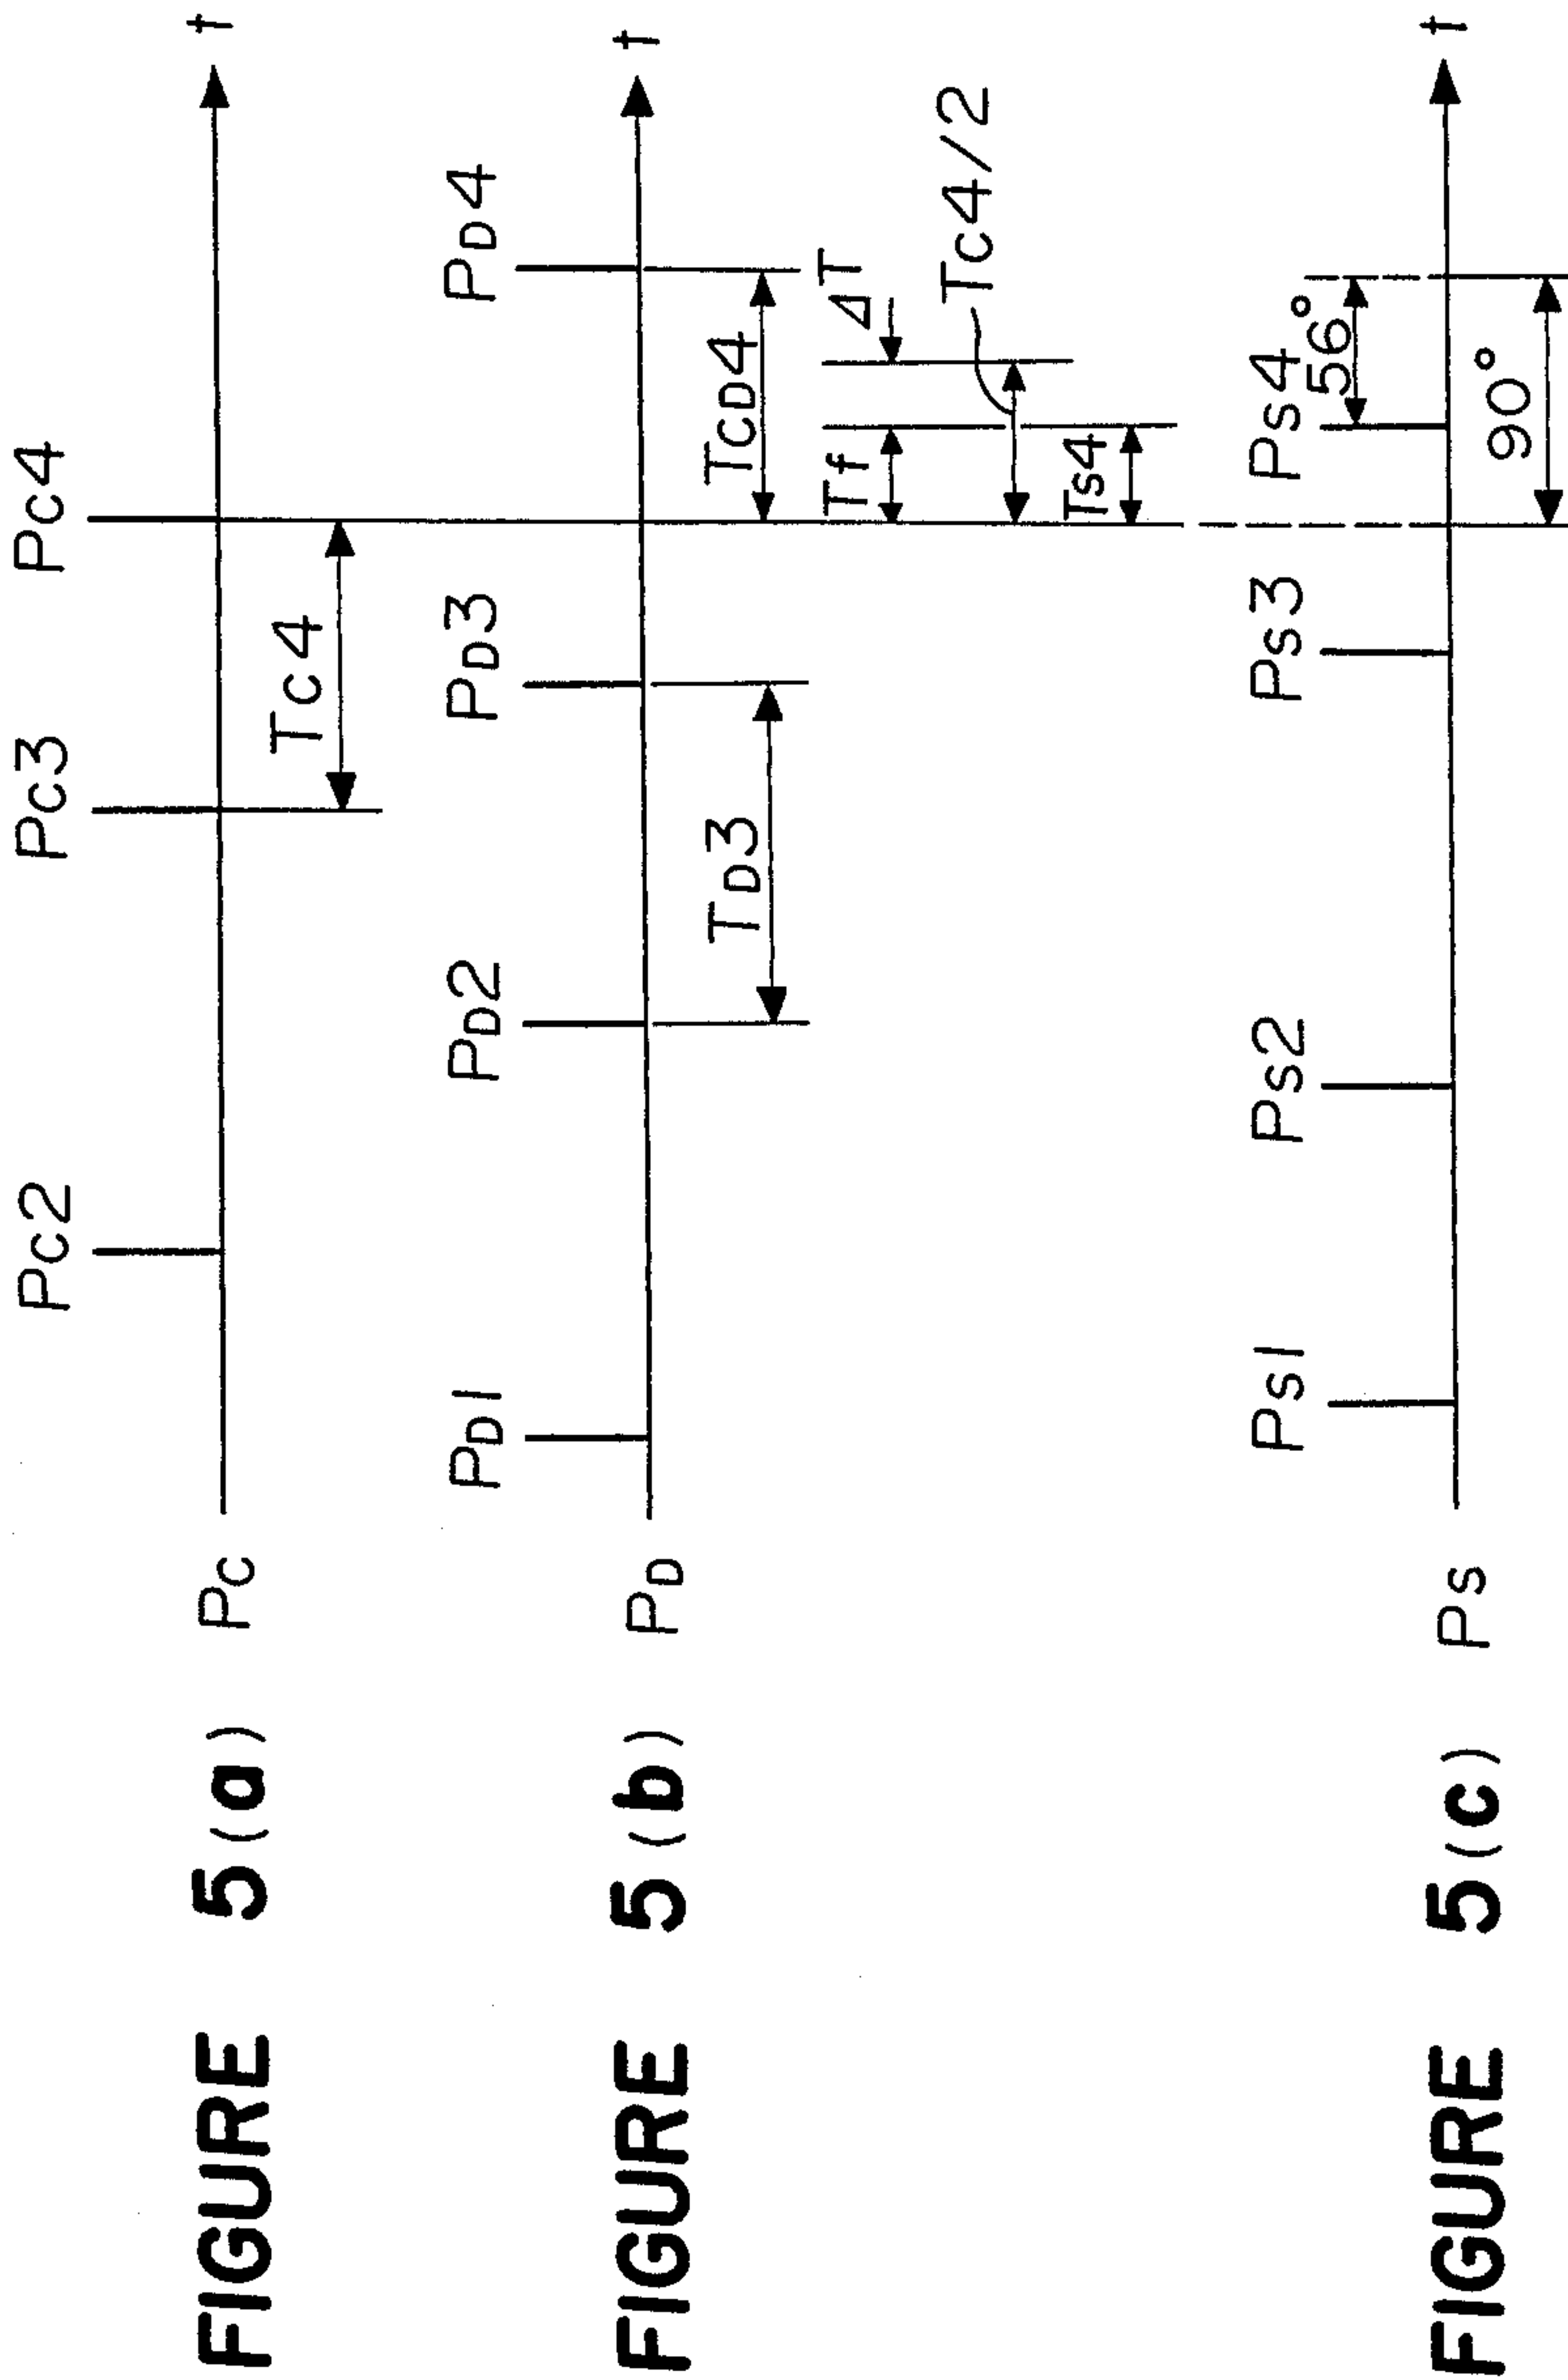 FIGURE 5(a) Pc
Pc2 Pc3 Pc4
Tc4
t
FIGURE 5(b) PD
PD1 PD2 PD3 PD4
TD3 TCD4
t
Tf ΔT
Tc4/2
Ts4
FIGURE 5(c) Ps
Ps1 Ps2 Ps3 Ps4
56°
90°
t